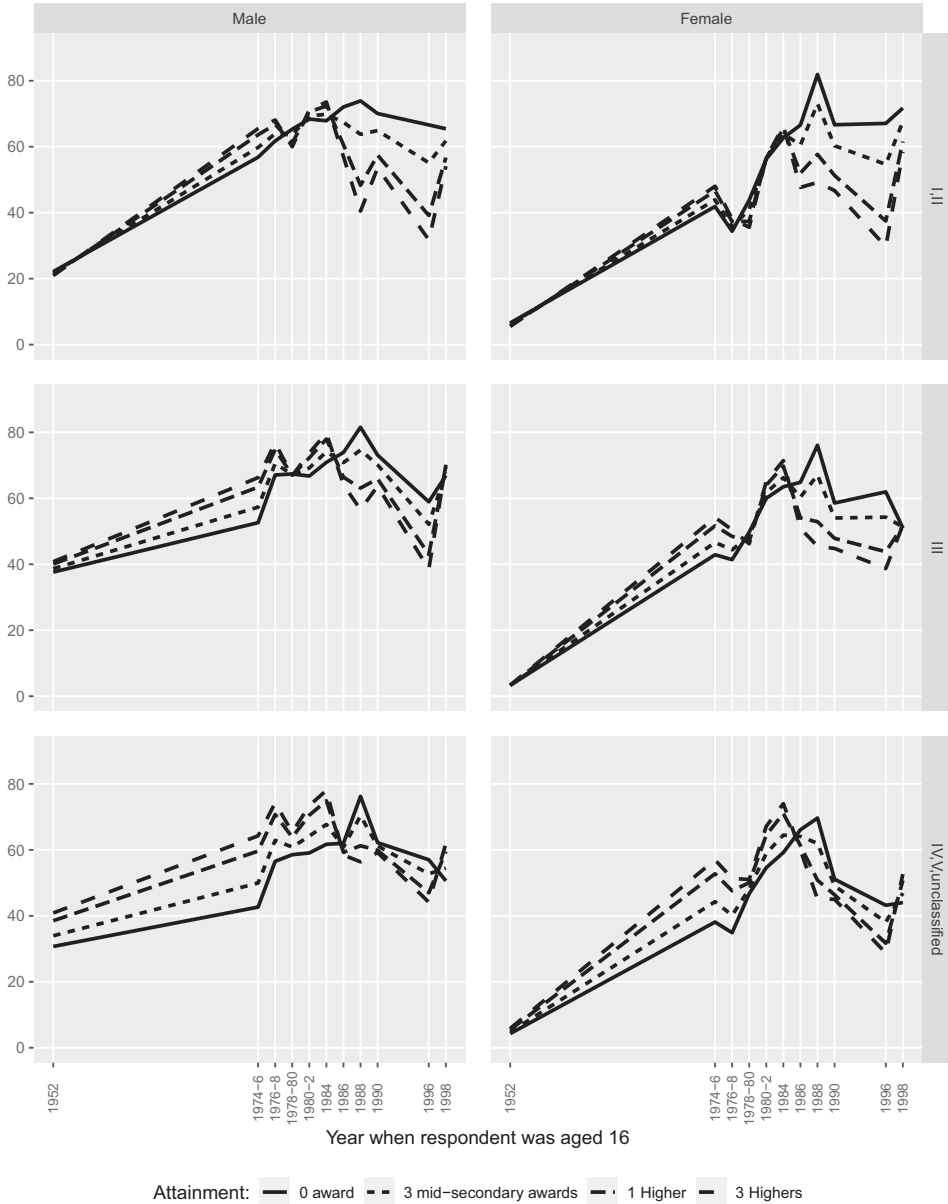 Male Female
80
60
40
20
0
I,II
80
60
40
20
0
III
80
60
40
20
0
IV,V,unclassified
1952 1974−6 1976−8 1978−80 1980−2 1984 1986 1988 1990 1996 1998 1952 1974−6 1976−8 1978−80 1980−2 1984 1986 1988 1990 1996 1998
Year when respondent was aged 16
Attainment: 0 award 3 mid−secondary awards 1 Higher 3 Highers